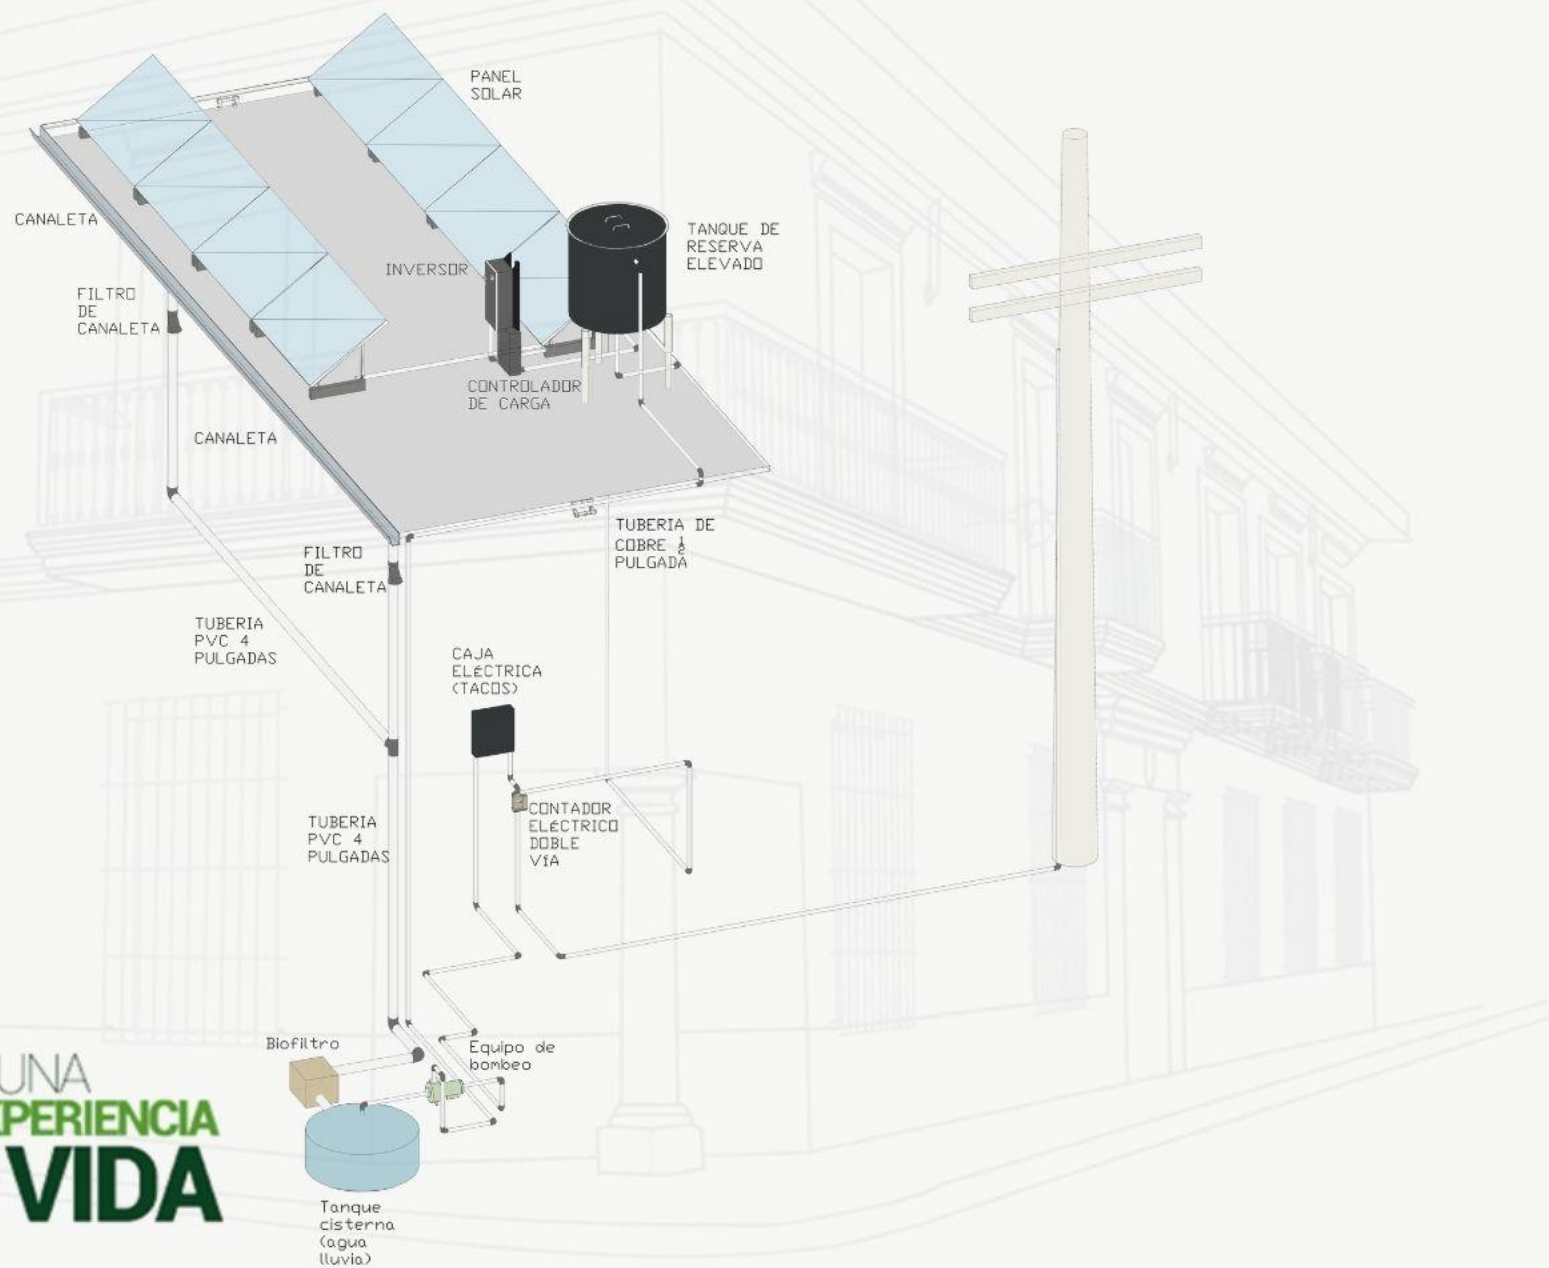 PANEL
SOLAR
CANALETA
TANQUE DE
RESERVA
ELEVADO
INVERSOR
FILTRO
DE
CANALETA
CONTROLADOR
DE CARGA
CANALETA
TUBERIA DE
COBRE 1/2
PULGADA
FILTRO
DE
CANALETA
TUBERIA
PVC 4
PULGADAS
CAJA
ELÉCTRICA
(TACOS)
CONTADOR
ELÉCTRICO
DOBLE
VÍA
TUBERIA
PVC 4
PULGADAS
Biofiltro
Equipo de
bombeo
UNA
PERIENCIA
VIDA
Tanque
cisterna
(agua
lluvia)